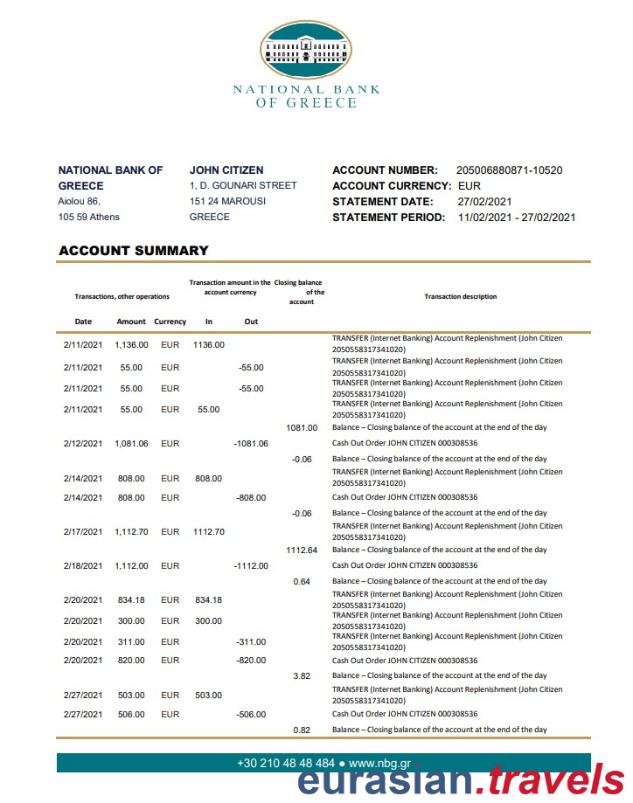 NATIONAL BANK
OF GREECE
NATIONAL BANK OF
GREECE
Aiolou 86,
105 59 Athens
JOHN CITIZEN
1, D. GOUNARI STREET
151 24 MAROUSI
GREECE
ACCOUNT NUMBER: 205006880871-10520
ACCOUNT CURRENCY: EUR
STATEMENT DATE: 27/02/2021
STATEMENT PERIOD: 11/02/2021 - 27/02/2021
ACCOUNT SUMMARY
Transactions, other operations
Transaction amount in the
account currency
Closing balance
of the
account
Transaction description
Date Amount Currency In Out
2/11/2021 1,136.00 EUR 1136.00 TRANSFER (Internet Banking) Account Replenishment (John Citizen
2050558317341020)
2/11/2021 55.00 EUR -55.00 TRANSFER (Internet Banking) Account Replenishment (John Citizen
2050558317341020)
2/11/2021 55.00 EUR -55.00 TRANSFER (Internet Banking) Account Replenishment (John Citizen
2050558317341020)
2/11/2021 55.00 EUR 55.00 TRANSFER (Internet Banking) Account Replenishment (John Citizen
2050558317341020)
1081.00 Balance – Closing balance of the account at the end of the day
2/12/2021 1,081.06 EUR -1081.06 Cash Out Order JOHN CITIZEN 000308536
-0.06 Balance – Closing balance of the account at the end of the day
2/14/2021 808.00 EUR 808.00 TRANSFER (Internet Banking) Account Replenishment (John Citizen
2050558317341020)
2/14/2021 808.00 EUR -808.00 Cash Out Order JOHN CITIZEN 000308536
-0.06 Balance – Closing balance of the account at the end of the day
2/17/2021 1,112.70 EUR 1112.70 TRANSFER (Internet Banking) Account Replenishment (John Citizen
2050558317341020)
1112.64 Balance – Closing balance of the account at the end of the day
2/18/2021 1,112.00 EUR -1112.00 Cash Out Order JOHN CITIZEN 000308536
0.64 Balance – Closing balance of the account at the end of the day
2/20/2021 834.18 EUR 834.18 TRANSFER (Internet Banking) Account Replenishment (John Citizen
2050558317341020)
2/20/2021 300.00 EUR 300.00 TRANSFER (Internet Banking) Account Replenishment (John Citizen
2050558317341020)
2/20/2021 311.00 EUR -311.00 TRANSFER (Internet Banking) Account Replenishment (John Citizen
2050558317341020)
2/20/2021 820.00 EUR -820.00 Cash Out Order JOHN CITIZEN 000308536
3.82 Balance – Closing balance of the account at the end of the day
2/27/2021 503.00 EUR 503.00 TRANSFER (Internet Banking) Account Replenishment (John Citizen
2050558317341020)
2/27/2021 506.00 EUR -506.00 Cash Out Order JOHN CITIZEN 000308536
0.82 Balance – Closing balance of the account at the end of the day
+30 210 48 48 484 ● www.nbg.gr
eurasian.travels